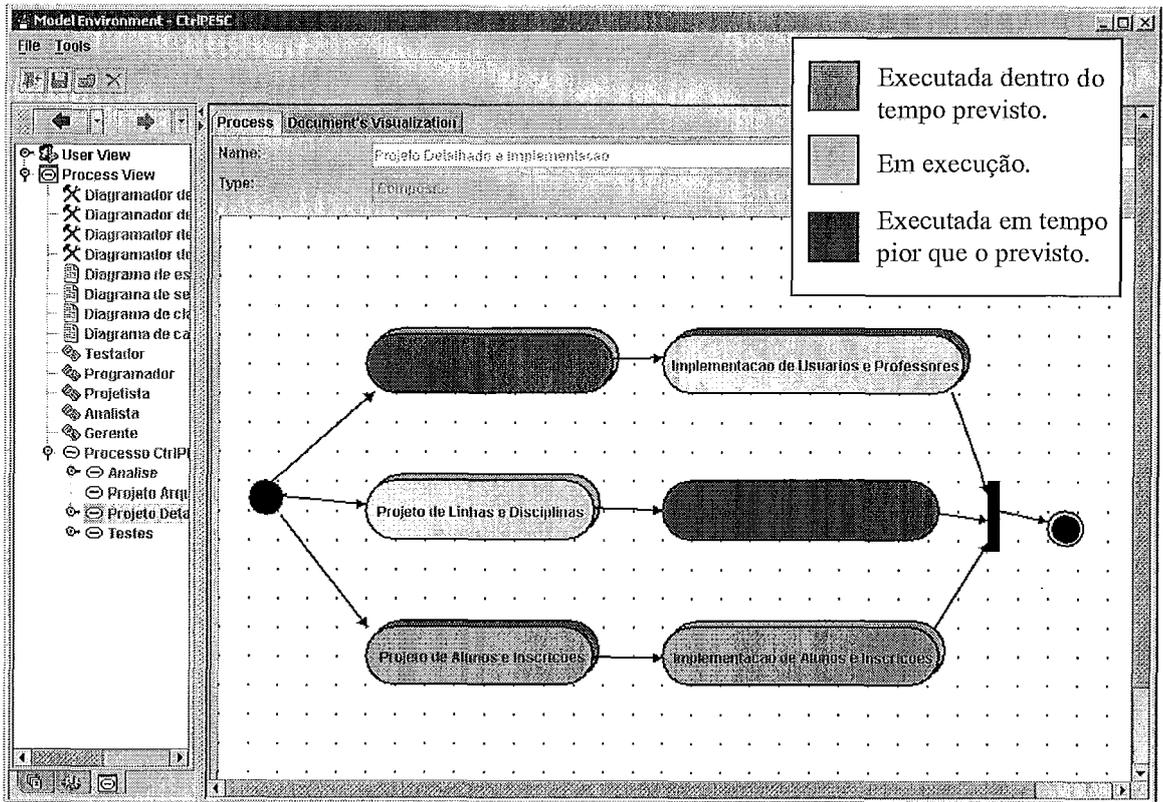 Model Environment - CtrlPESC
File Tools
Executada dentro do
tempo previsto.
Em execução.
Executada em tempo
pior que o previsto.
Process Document's Visualization
Name: Projeto Detalhado e Implementacao
Type: Composto
User View
Process View
Diagramador de
Diagramador de
Diagramador de
Diagramador de
Diagrama de es
Diagrama de se
Diagrama de cla
Diagrama de ca
Testador
Programador
Projetista
Analista
Gerente
Processo CtrlPE
Analise
Projeto Arqu
Projeto Deta
Testes
Implementacao de Usuarios e Professores
Projeto de Linhas e Disciplinas
Projeto de Alunos e Inscricoes
Implementacao de Alunos e Inscricoes